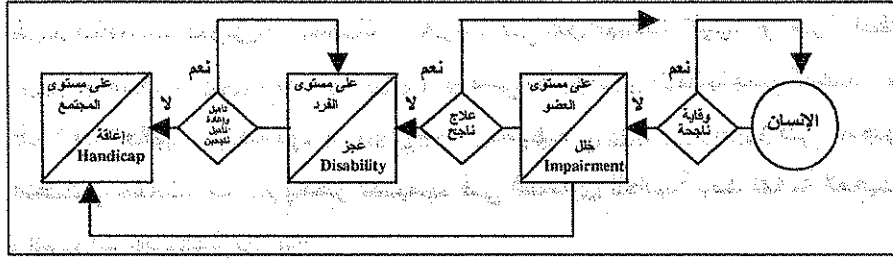 الإنسان
نعم
وقاية
ناجحة
لا
على مستوى
العضو
خلل
Impairment
نعم
علاج
ناجح
لا
على مستوى
الفرد
عجز
Disability
نعم
تأهيل
وإعادة
تأهيل
ناجحين
لا
على مستوى
المجتمع
إعاقة
Handicap